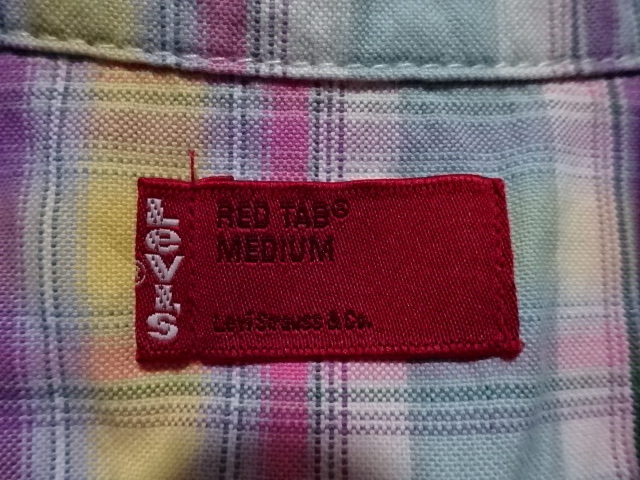 LeVi's
®
RED TAB®
MEDIUM
Levi Strauss & Co.